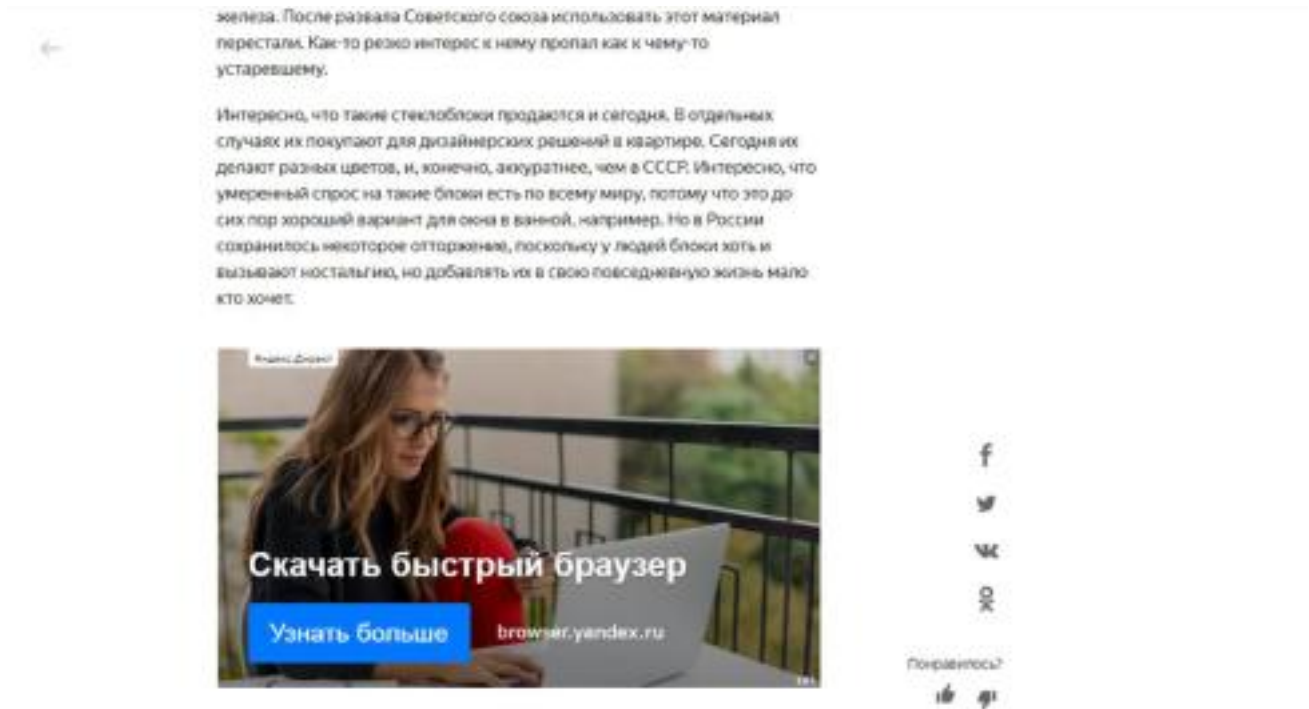 железа. После развала Советского союза использовать этот материал
перестали. Как-то резко интерес к нему пропал как к чему-то
устаревшему.
Интересно, что такие стеклоблоки продаются и сегодня. В отдельных
случаях их покупают для дизайнерских решений в квартире. Сегодня их
делают разных цветов, и, конечно, аккуратнее, чем в СССР. Интересно, что
умеренный спрос на такие блоки есть по всему миру, потому что это до
сих пор хороший вариант для окна в ванной, например. Но в России
сохранилось некоторое отторжение, поскольку у людей блоки хоть и
вызывают ностальгию, но добавлять их в свою повседневную жизнь мало
кто хочет.
Яндекс.Директ
Скачать быстрый браузер
Узнать больше
browser.yandex.ru
Понравилось?